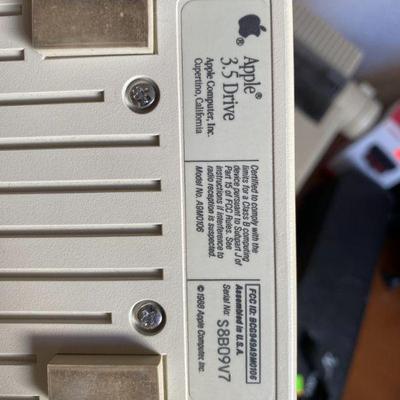 Apple®
3.5 Drive
Apple Computer, Inc.
Cupertino, California
Certified to comply with the
limits for a Class B computing
device pursuant to Subpart J of
Part 15 of FCC Rules. See
instructions if interference to
radio reception is suspected.
Model No. A9M0106
FCC ID: BCG949A9M0106
Assembled in U.S.A.
Serial No: S8B09V7
© 1988 Apple Computer, Inc.